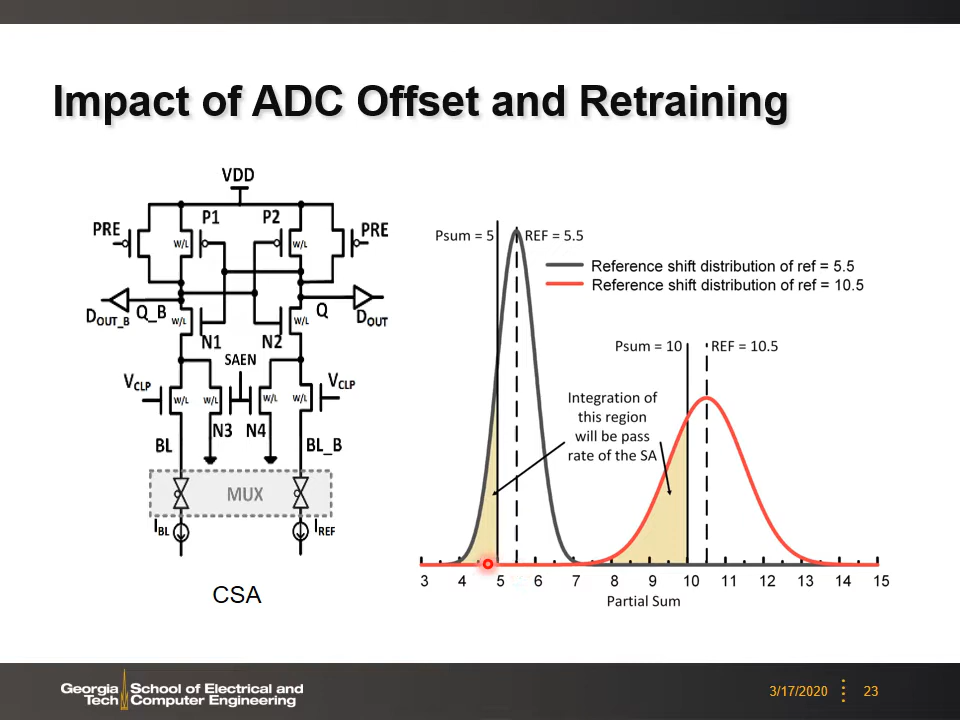 Impact of ADC Offset and Retraining
VDD
PRE
P1
P2
PRE
W/L
W/L
D_OUT_B
Q_B
Q
D_OUT
W/L
W/L
N1
N2
SAEN
V_CLP
V_CLP
W/L
W/L
W/L
W/L
N3
N4
BL
BL_B
MUX
I_BL
I_REF
CSA
Psum = 5
REF = 5.5
Reference shift distribution of ref = 5.5
Reference shift distribution of ref = 10.5
Psum = 10
REF = 10.5
Integration of
this region
will be pass
rate of the SA
3 4 5 6 7 8 9 10 11 12 13 14 15
Partial Sum
Georgia Tech
School of Electrical and
Computer Engineering
3/17/2020
23